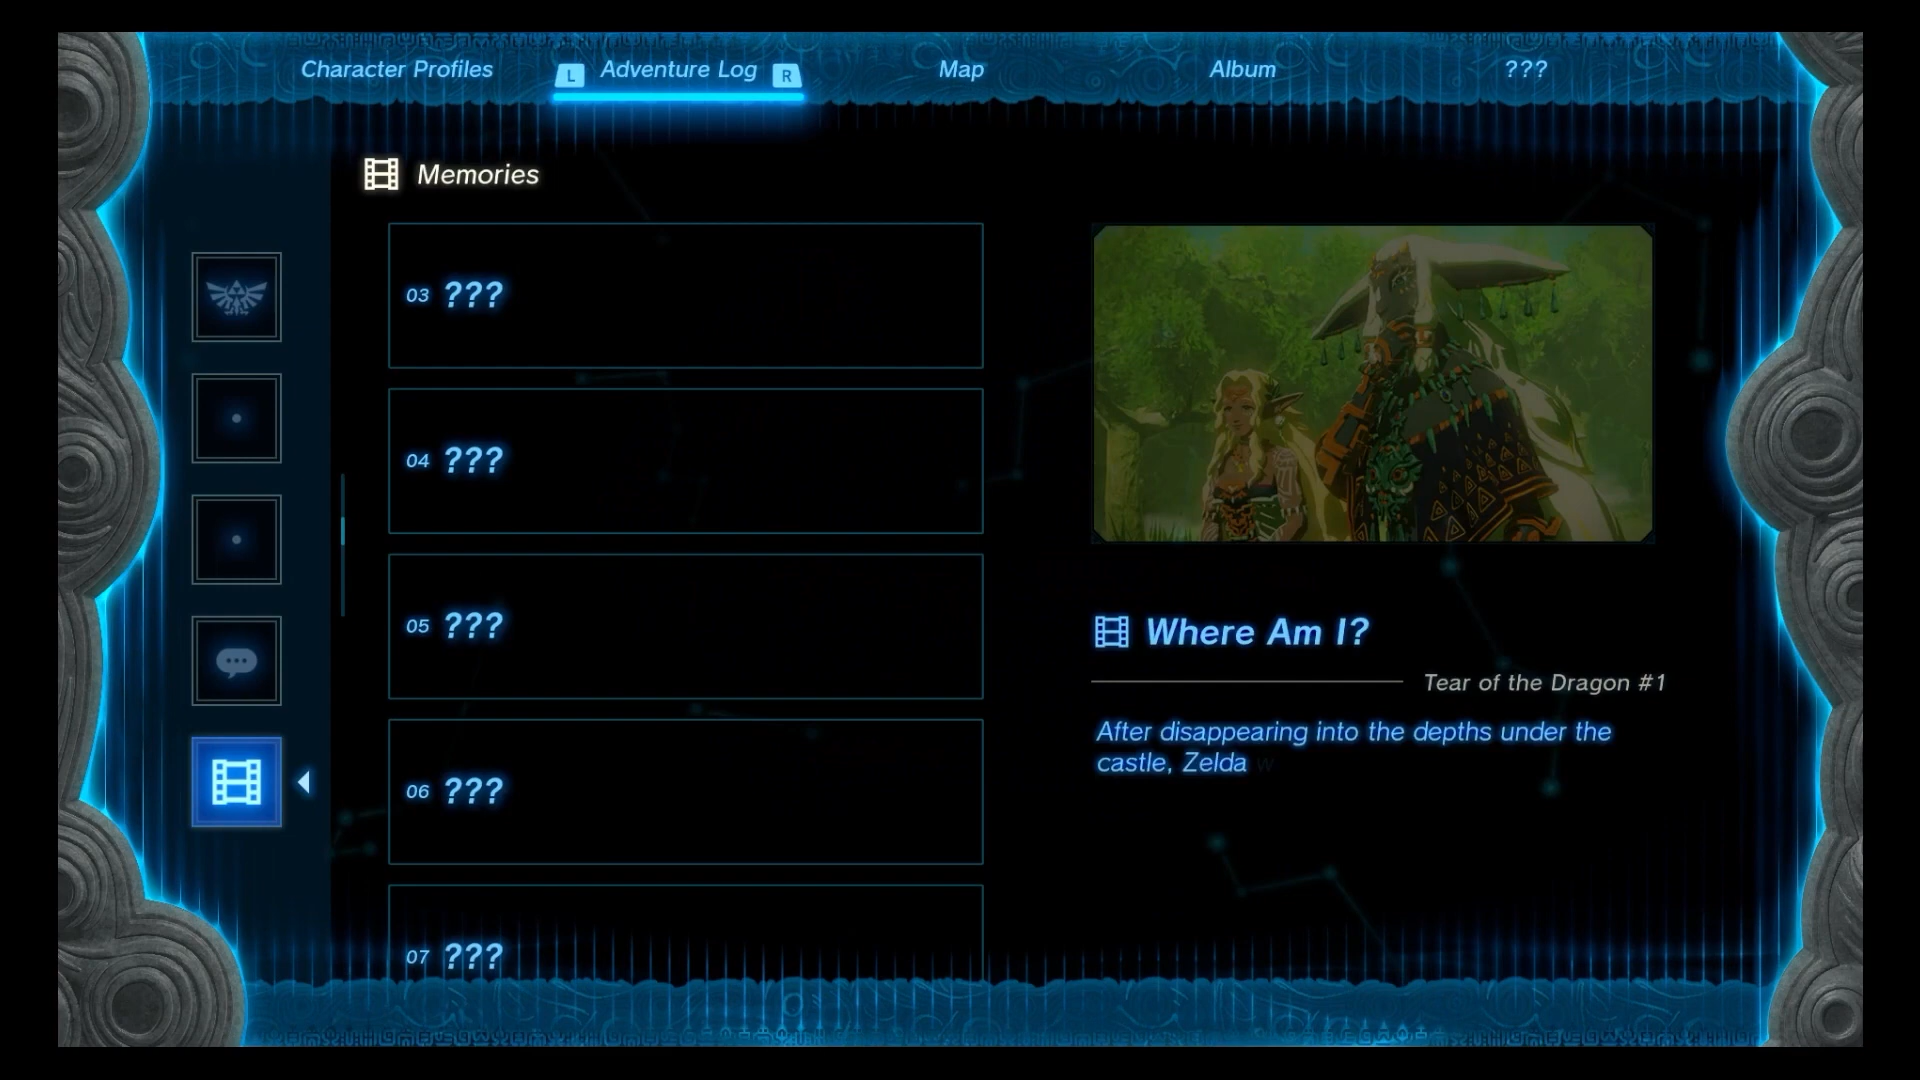 Character Profiles
L Adventure Log R
Map
Album
???
Memories
03 ???
04 ???
05 ???
06 ???
07 ???
Where Am I?
Tear of the Dragon #1
After disappearing into the depths under the
castle, Zelda w